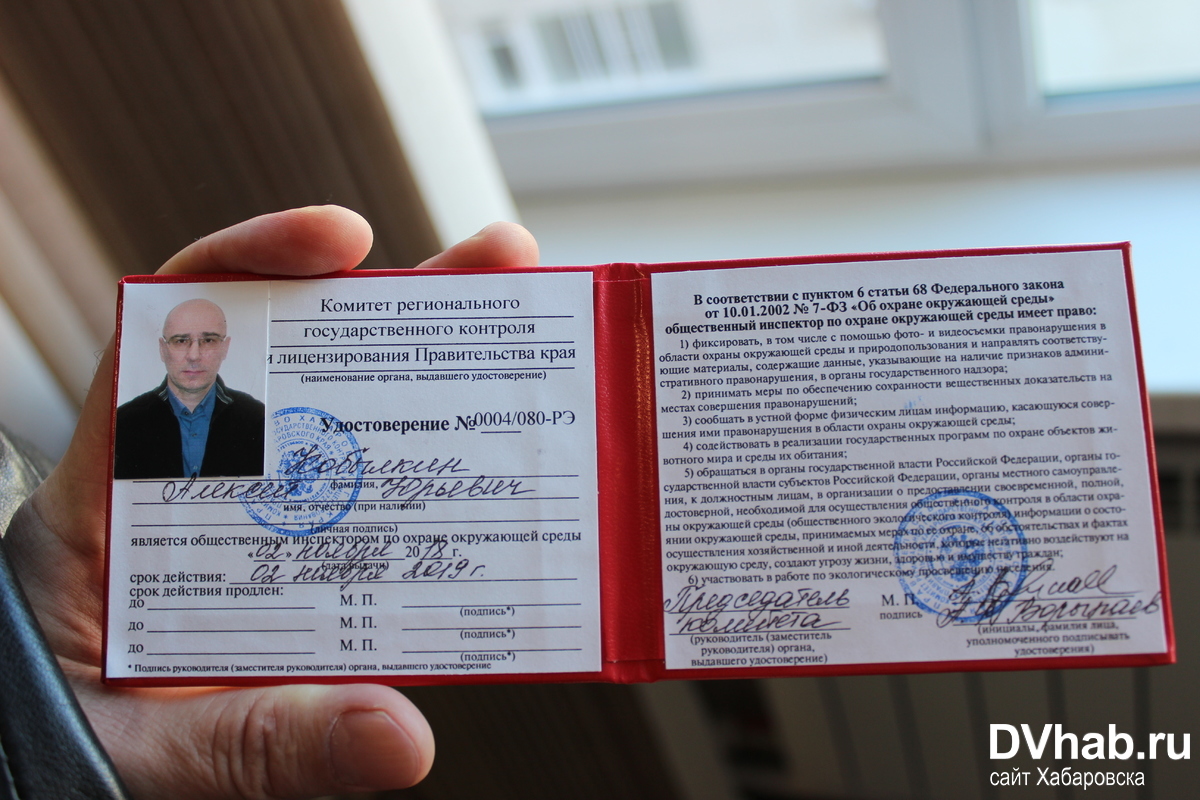 Комитет регионального
государственного контроля
и лицензирования Правительства края
(наименование органа, выдавшего удостоверение)
Удостоверение №0004/080-РЭ
Кобылкин
фамилия,
Алексей Юрьевич
имя, отчество (при наличии)
(личная подпись)
является общественным инспектором по охране окружающей среды
«02» ноября 2018 г.
(дата выдачи)
срок действия: 02 ноября 2019 г.
срок действия продлен:
до М. П.
(подпись*)
до М. П.
(подпись*)
до М. П.
(подпись*)
* Подпись руководителя (заместителя руководителя) органа, выдавшего удостоверение
В соответствии с пунктом 6 статьи 68 Федерального закона
от 10.01.2002 № 7-ФЗ «Об охране окружающей среды»
общественный инспектор по охране окружающей среды имеет право:
1) фиксировать, в том числе с помощью фото- и видеосъемки правонарушения в
области охраны окружающей среды и природопользования и направлять соответству-
ющие материалы, содержащие данные, указывающие на наличие признаков админи-
стративного правонарушения, в органы государственного надзора;
2) принимать меры по обеспечению сохранности вещественных доказательств на
местах совершения правонарушений;
3) сообщать в устной форме физическим лицам информацию, касающуюся совер-
шения ими правонарушения в области охраны окружающей среды;
4) содействовать в реализации государственных программ по охране объектов жи-
вотного мира и среды их обитания;
5) обращаться в органы государственной власти Российской Федерации, органы го-
сударственной власти субъектов Российской Федерации, органы местного самоуправле-
ния, к должностным лицам, в организации о предоставлении своевременной, полной,
достоверной, необходимой для осуществления общественного контроля в области охра-
ны окружающей среды (общественного экологического контроля) информации о состо-
янии окружающей среды, принимаемых мерах по ее охране, об обстоятельствах и фактах
осуществления хозяйственной и иной деятельности, которые негативно воздействуют на
окружающую среду, создают угрозу жизни, здоровью и имуществу граждан;
6) участвовать в работе по экологическому просвещению населения.
Председатель
комитета
М. П.
подпись
(руководитель (заместитель
руководителя) органа,
выдавшего удостоверение)
(инициалы, фамилия лица,
уполномоченного подписывать
удостоверения)
DVhab.ru
сайт Хабаровска